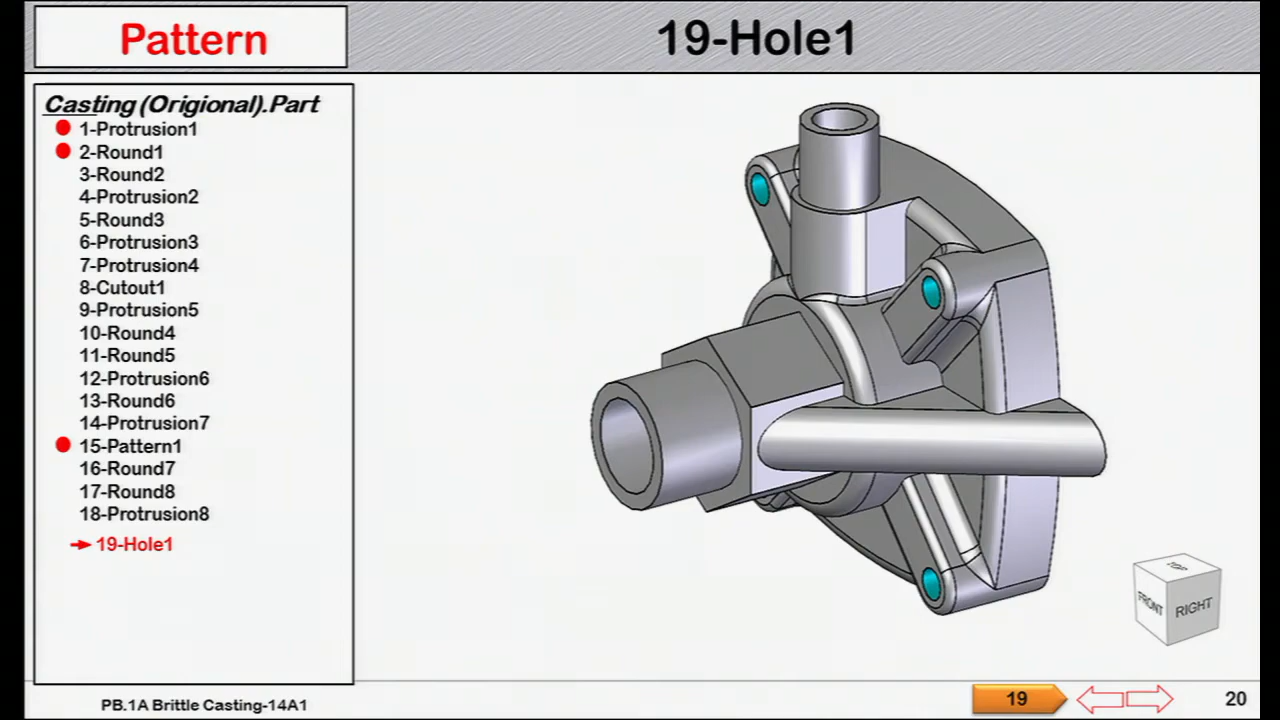 Pattern
19-Hole1
Casting (Origional).Part
1-Protrusion1
2-Round1
3-Round2
4-Protrusion2
5-Round3
6-Protrusion3
7-Protrusion4
8-Cutout1
9-Protrusion5
10-Round4
11-Round5
12-Protrusion6
13-Round6
14-Protrusion7
15-Pattern1
16-Round7
17-Round8
18-Protrusion8
19-Hole1
TOP
FRONT
RIGHT
PB.1A Brittle Casting-14A1
19
20